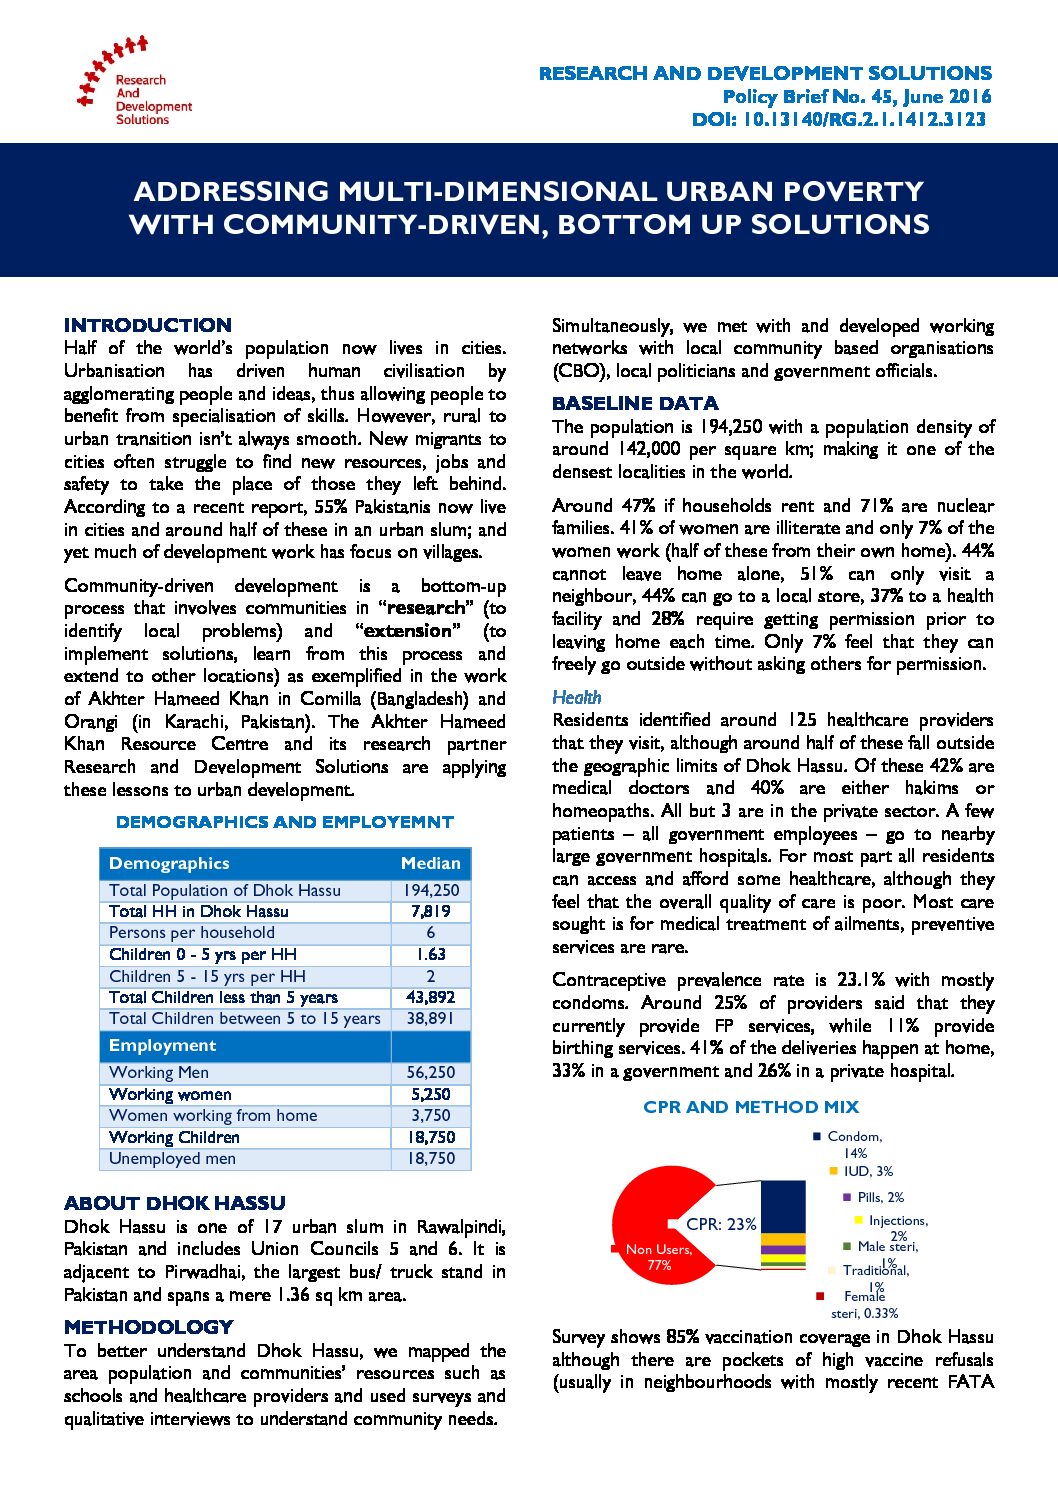 Research
And
Development
Solutions
RESEARCH AND DEVELOPMENT SOLUTIONS
Policy Brief No. 45, June 2016
DOI: 10.13140/RG.2.1.1412.3123
ADDRESSING MULTI-DIMENSIONAL URBAN POVERTY
WITH COMMUNITY-DRIVEN, BOTTOM UP SOLUTIONS
INTRODUCTION
Half of the world's population now lives in cities.
Urbanisation has driven human civilisation by
agglomerating people and ideas, thus allowing people to
benefit from specialisation of skills. However, rural to
urban transition isn't always smooth. New migrants to
cities often struggle to find new resources, jobs and
safety to take the place of those they left behind.
According to a recent report, 55% Pakistanis now live
in cities and around half of these in an urban slum; and
yet much of development work has focus on villages.
Community-driven development is a bottom-up
process that involves communities in “research” (to
identify local problems) and “extension” (to
implement solutions, learn from this process and
extend to other locations) as exemplified in the work
of Akhter Hameed Khan in Comilla (Bangladesh) and
Orangi (in Karachi, Pakistan). The Akhter Hameed
Khan Resource Centre and its research partner
Research and Development Solutions are applying
these lessons to urban development.
DEMOGRAPHICS AND EMPLOYEMNT
Demographics Median
Total Population of Dhok Hassu 194,250
Total HH in Dhok Hassu 7,819
Persons per household 6
Children 0 - 5 yrs per HH 1.63
Children 5 - 15 yrs per HH 2
Total Children less than 5 years 43,892
Total Children between 5 to 15 years 38,891
Employment
Working Men 56,250
Working women 5,250
Women working from home 3,750
Working Children 18,750
Unemployed men 18,750
ABOUT DHOK HASSU
Dhok Hassu is one of 17 urban slum in Rawalpindi,
Pakistan and includes Union Councils 5 and 6. It is
adjacent to Pirwadhai, the largest bus/ truck stand in
Pakistan and spans a mere 1.36 sq km area.
METHODOLOGY
To better understand Dhok Hassu, we mapped the
area population and communities' resources such as
schools and healthcare providers and used surveys and
qualitative interviews to understand community needs.
Simultaneously, we met with and developed working
networks with local community based organisations
(CBO), local politicians and government officials.
BASELINE DATA
The population is 194,250 with a population density of
around 142,000 per square km; making it one of the
densest localities in the world.
Around 47% if households rent and 71% are nuclear
families. 41% of women are illiterate and only 7% of the
women work (half of these from their own home). 44%
cannot leave home alone, 51% can only visit a
neighbour, 44% can go to a local store, 37% to a health
facility and 28% require getting permission prior to
leaving home each time. Only 7% feel that they can
freely go outside without asking others for permission.
Health
Residents identified around 125 healthcare providers
that they visit, although around half of these fall outside
the geographic limits of Dhok Hassu. Of these 42% are
medical doctors and 40% are either hakims or
homeopaths. All but 3 are in the private sector. A few
patients – all government employees – go to nearby
large government hospitals. For most part all residents
can access and afford some healthcare, although they
feel that the overall quality of care is poor. Most care
sought is for medical treatment of ailments, preventive
services are rare.
Contraceptive prevalence rate is 23.1% with mostly
condoms. Around 25% of providers said that they
currently provide FP services, while 11% provide
birthing services. 41% of the deliveries happen at home,
33% in a government and 26% in a private hospital.
CPR AND METHOD MIX
Non Users,
77%
CPR: 23%
Condom,
14%
IUD, 3%
Pills, 2%
Injections,
2%
Male steri,
1%
Traditional,
1%
Female
steri, 0.33%
Survey shows 85% vaccination coverage in Dhok Hassu
although there are pockets of high vaccine refusals
(usually in neighbourhoods with mostly recent FATA